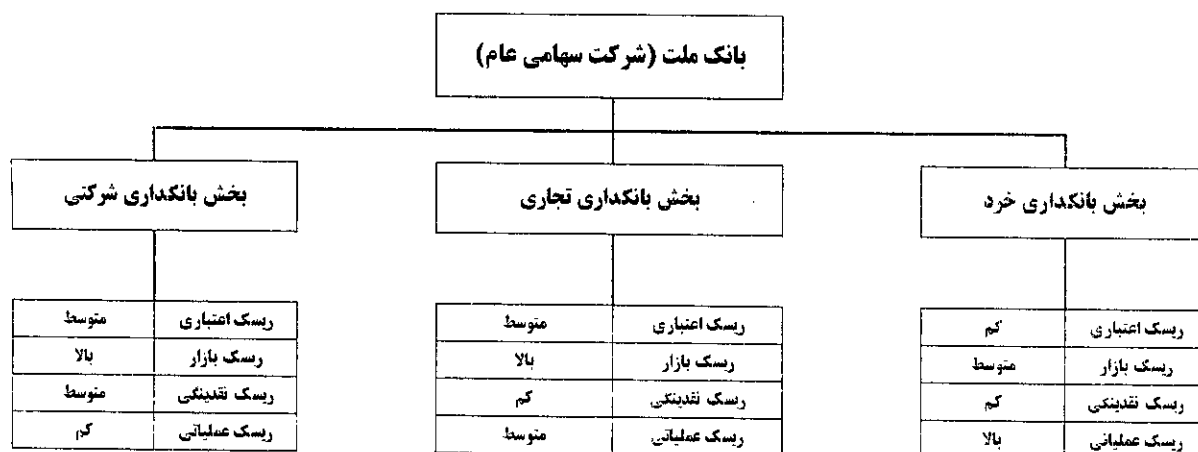 بانک ملت (شرکت سهامی عام)
بخش بانکداری خرد
بخش بانکداری تجاری
بخش بانکداری شرکتی
ریسک اعتباری کم
ریسک بازار متوسط
ریسک نقدینگی کم
ریسک عملیاتی بالا
ریسک اعتباری متوسط
ریسک بازار بالا
ریسک نقدینگی کم
ریسک عملیاتی متوسط
ریسک اعتباری متوسط
ریسک بازار بالا
ریسک نقدینگی متوسط
ریسک عملیاتی کم